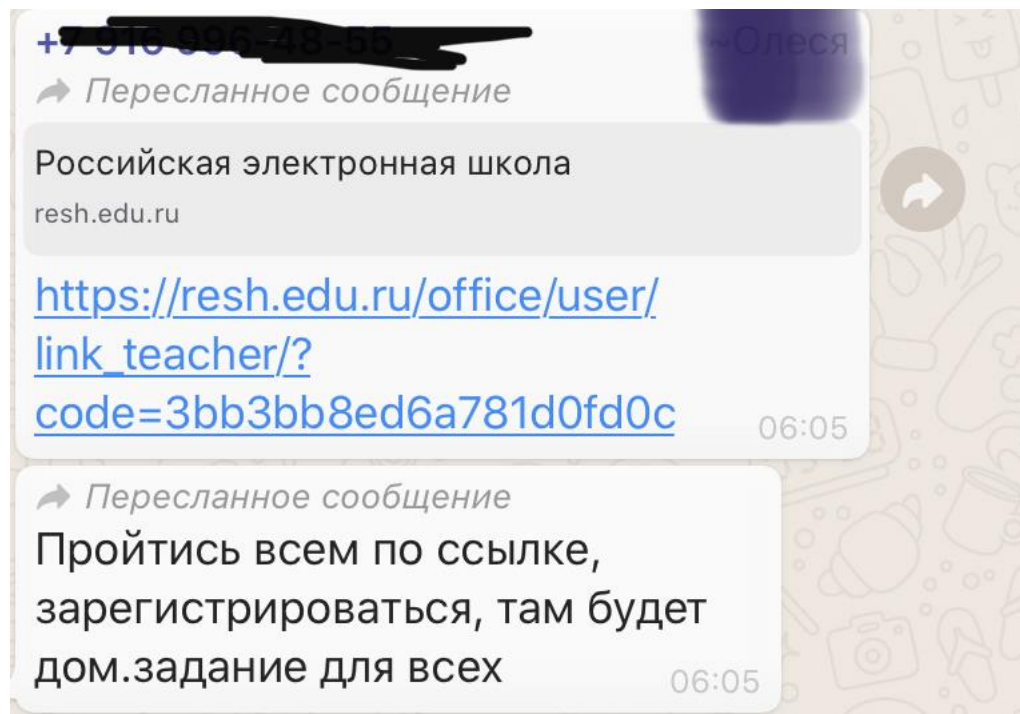 ~Олеся
Пересланное сообщение
Российская электронная школа
resh.edu.ru
https://resh.edu.ru/office/user/
link_teacher/?
code=3bb3bb8ed6a781d0fd0c
06:05
Пересланное сообщение
Пройтись всем по ссылке,
зарегистрироваться, там будет
дом.задание для всех
06:05